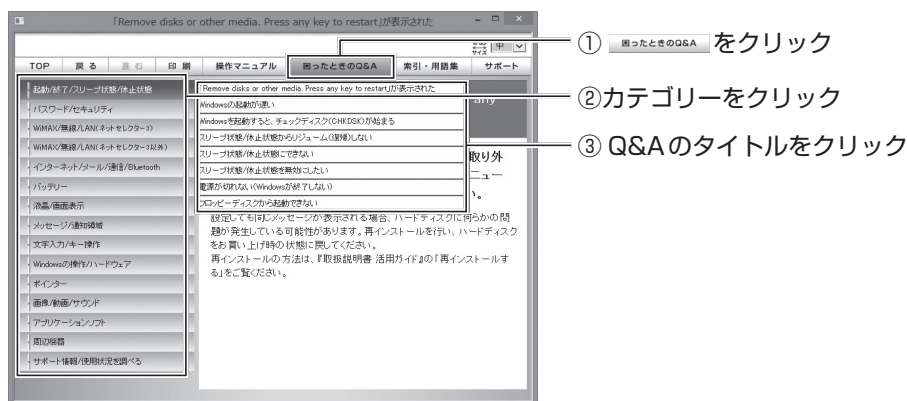 「Remove disks or other media. Press any key to restart」が表示された
サイズ 中
TOP 戻る 進む 印刷 操作マニュアル 困ったときのQ&A 索引・用語集 サポート
起動/終了/スリープ状態/休止状態
パスワード/セキュリティ
WiMAX/無線/LAN(ネットセレクター3)
WiMAX/無線/LAN(ネットセレクター3以外)
インターネット/メール/通信/Bluetooth
バッテリー
液晶/画面表示
メッセージ/通知領域
文字入力/キー操作
Windowsの操作/ハードウェア
ポインター
画像/動画/サウンド
アプリケーションソフト
周辺機器
サポート情報/使用状況を調べる
「Remove disks or other media. Press any key to restart」が表示された
Windowsの起動が遅い
Windowsを起動すると、チェックディスク(CHKDSK)が始まる
スリープ状態/休止状態からリジューム(復帰)しない
スリープ状態/休止状態にできない
スリープ状態/休止状態を無効にしたい
電源が切れない(Windowsが終了しない)
フロッピーディスクから起動できない
any
取り外
ニュー
い。
設定しても同じメッセージが表示される場合、ハードディスクに何らかの問
題が発生している可能性があります。再インストールを行い、ハードディスク
をお買い上げ時の状態に戻してください。
再インストールの方法は、『取扱説明書 活用ガイド』の「再インストールす
る」をご覧ください。
① 困ったときのQ&A をクリック
②カテゴリーをクリック
③ Q&Aのタイトルをクリック